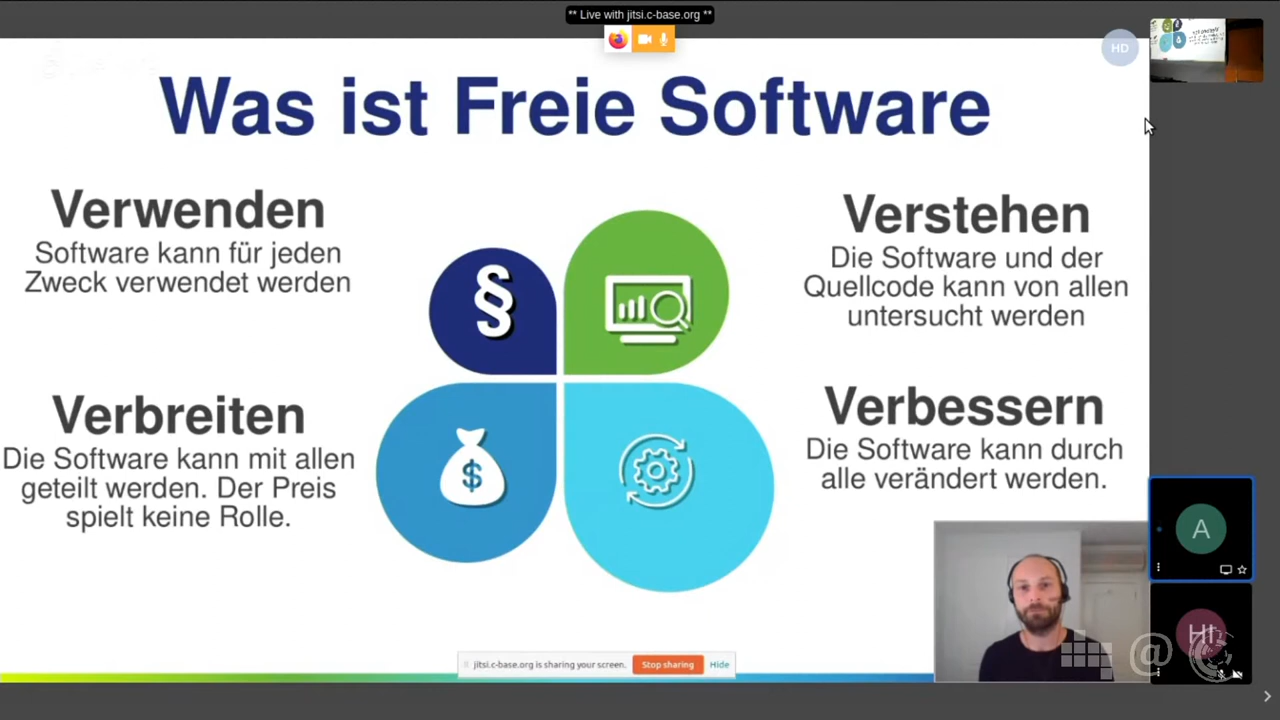 ** Live with jitsi.c-base.org **
HD
Was ist Freie Software
Verwenden
Software kann für jeden
Zweck verwendet werden
§
Verstehen
Die Software und der
Quellcode kann von allen
untersucht werden
Verbreiten
Die Software kann mit allen
geteilt werden. Der Preis
spielt keine Rolle.
$
Verbessern
Die Software kann durch
alle verändert werden.
A
HI
@
jitsi.c-base.org is sharing your screen.
Stop sharing
Hide